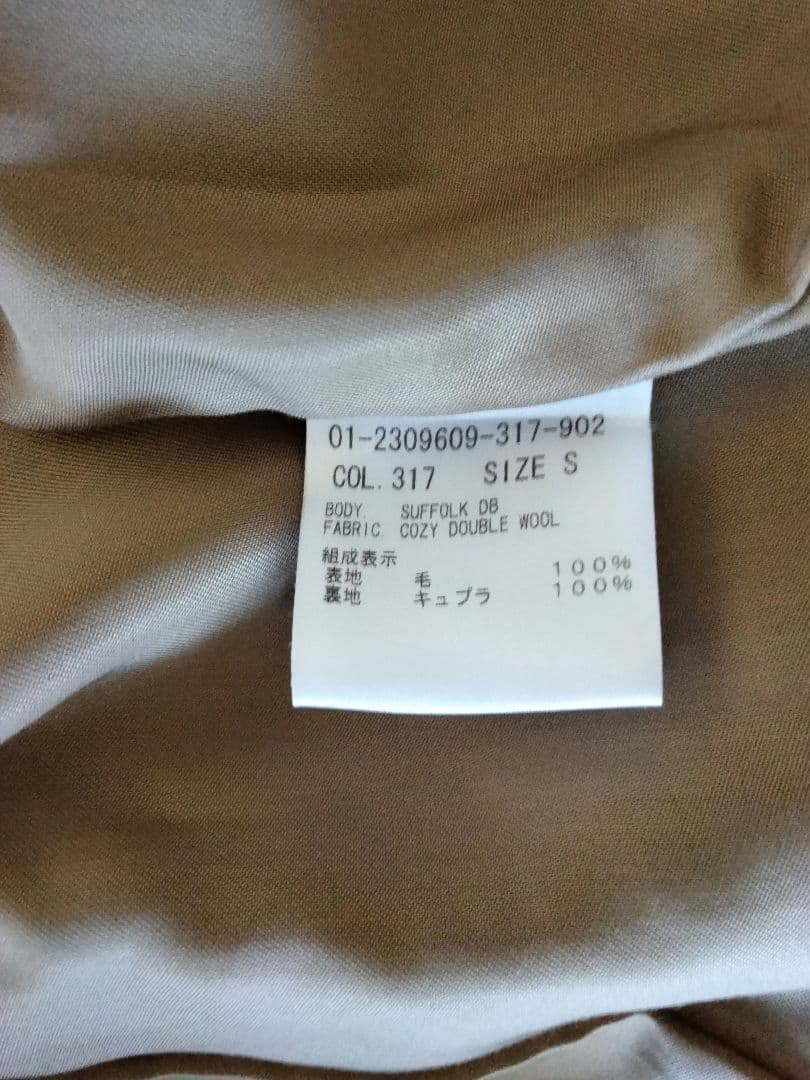 01-2309609-317-902
COL. 317 SIZE S
BODY. SUFFOLK DB
FABRIC. COZY DOUBLE WOOL
組成表示
表地 毛 100%
裏地 キュプラ 100%